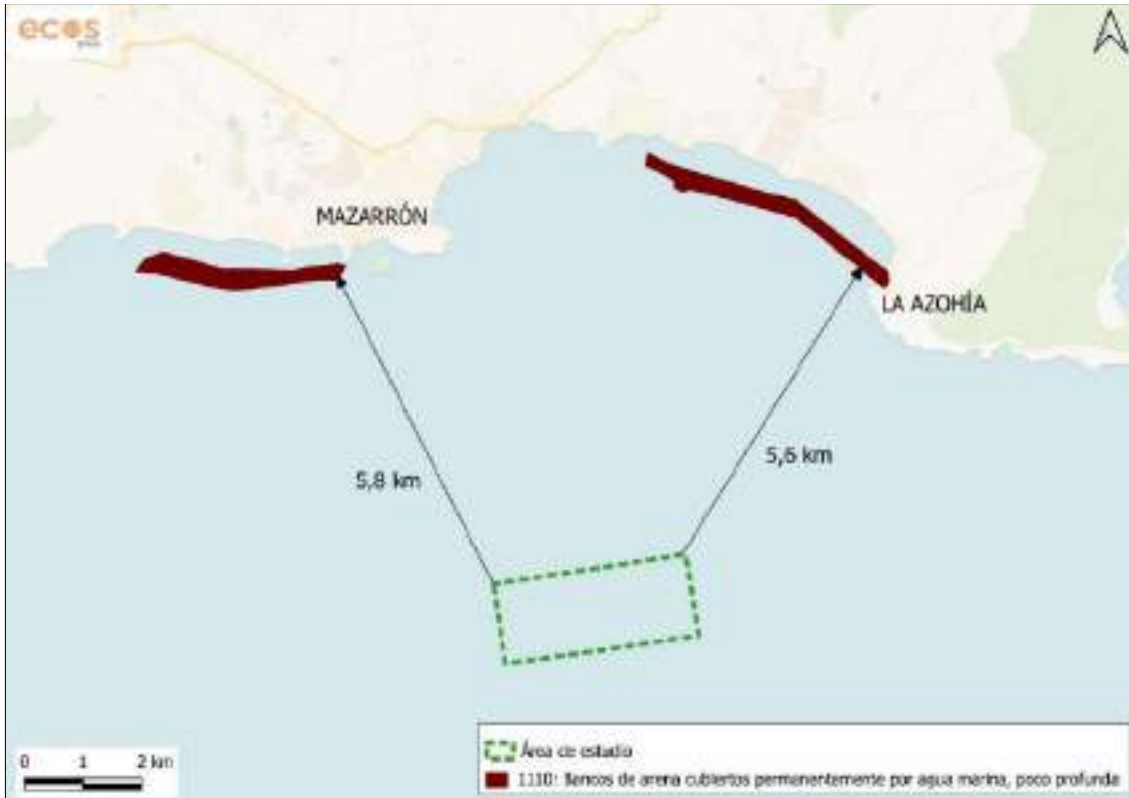 ecos
MAZARRÓN
LA AZOHÍA
5,8 km
5,6 km
0 1 2 km
Área de estudio
1110: Bancos de arena cubiertos permanentemente por agua marina, poco profunda